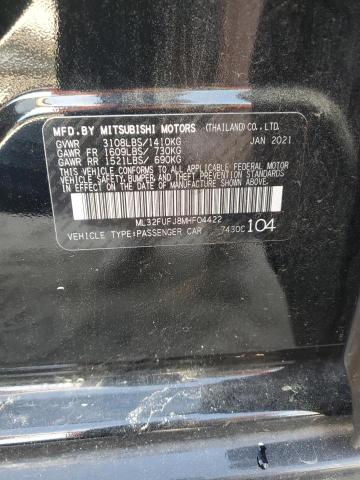 MFD.BY MITSUBISHI MOTORS (THAILAND) CO., LTD.
GVWR 3108LBS/1410KG JAN 2021
GAWR FR 1609LBS/ 730KG
GAWR RR 1521LBS/ 690KG
THIS VEHICLE CONFORMS TO ALL APPLICABLE FEDERAL MOTOR
VEHICLE SAFETY, BUMPER, AND THEFT PREVENTION STANDARDS
IN EFFECT ON THE DATE OF MANUFACTURE SHOWN ABOVE.
ML32FUFJ8MHF04422
VEHICLE TYPE:PASSENGER CAR 7430C104